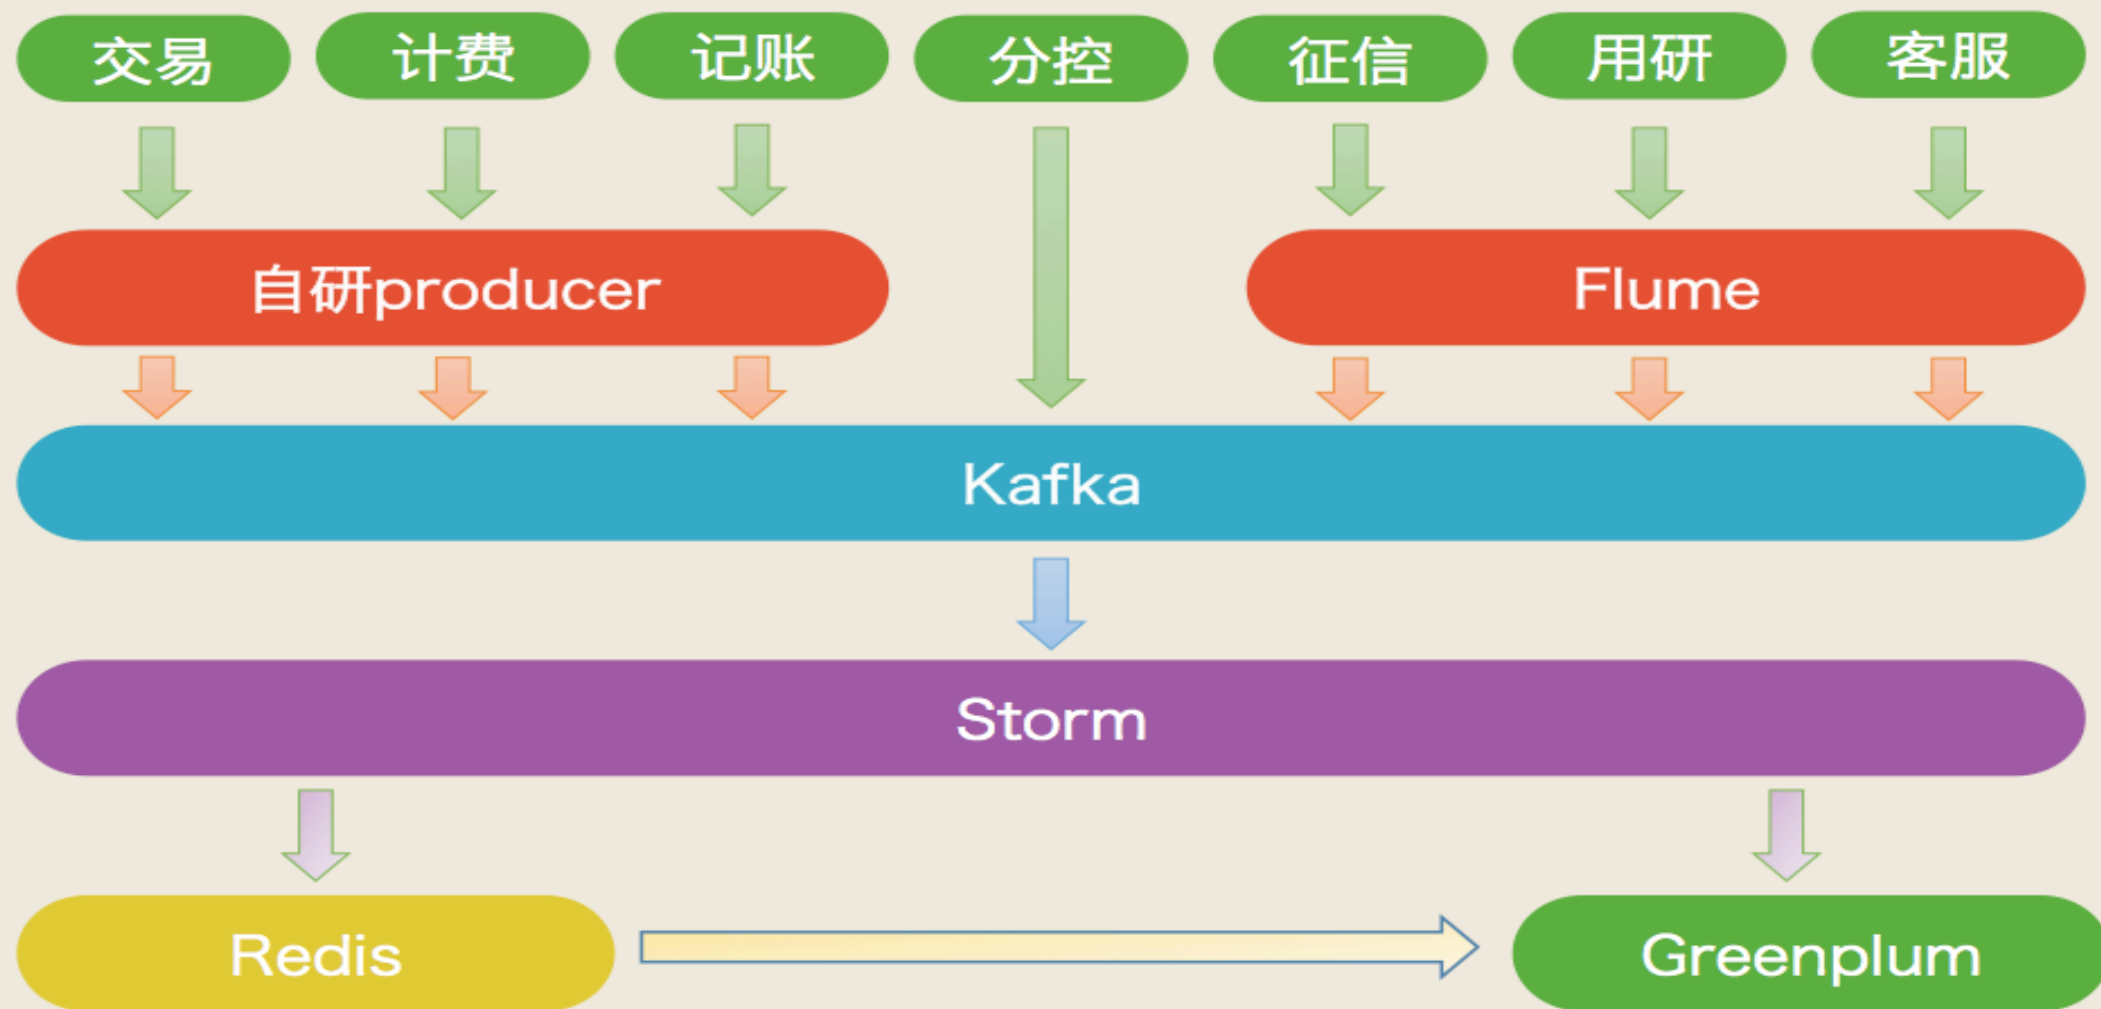 交易
计费
记账
分控
征信
用研
客服
自研producer
Flume
Kafka
Storm
Redis
Greenplum